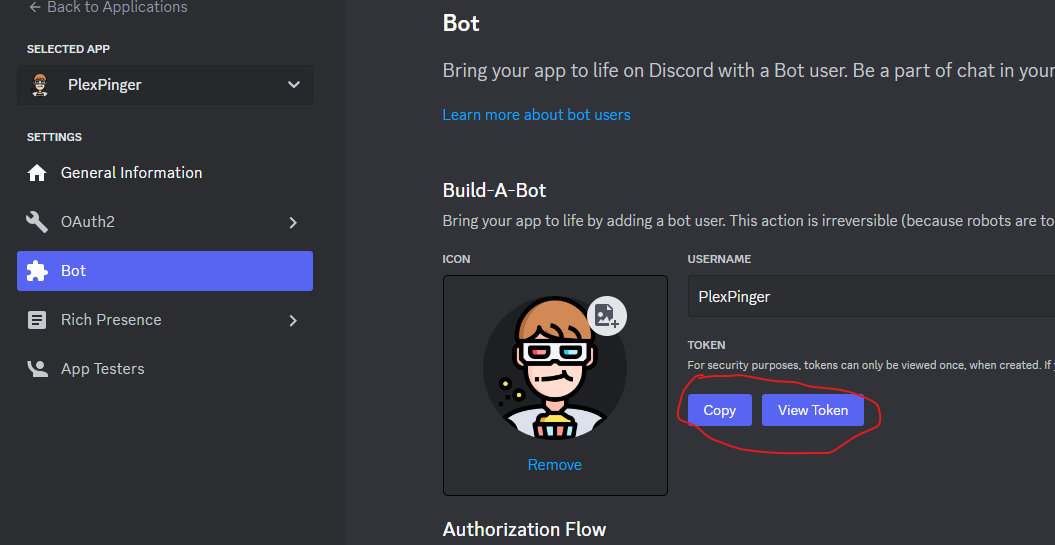 Back to Applications
SELECTED APP
PlexPinger
SETTINGS
General Information
OAuth2
Bot
Rich Presence
App Testers
Bot
Bring your app to life on Discord with a Bot user. Be a part of chat in your
Learn more about bot users
Build-A-Bot
Bring your app to life by adding a bot user. This action is irreversible (because robots are to
ICON
Remove
USERNAME
PlexPinger
TOKEN
For security purposes, tokens can only be viewed once, when created. If
Copy View Token
Authorization Flow